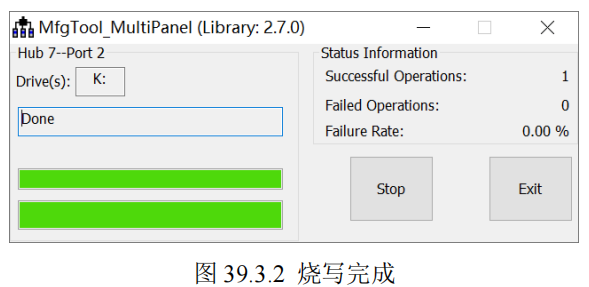 MfgTool_MultiPanel (Library: 2.7.0)
Hub 7--Port 2
Drive(s): K:
Done
Status Information
Successful Operations: 1
Failed Operations: 0
Failure Rate: 0.00 %
Stop
Exit
图 39.3.2 烧写完成